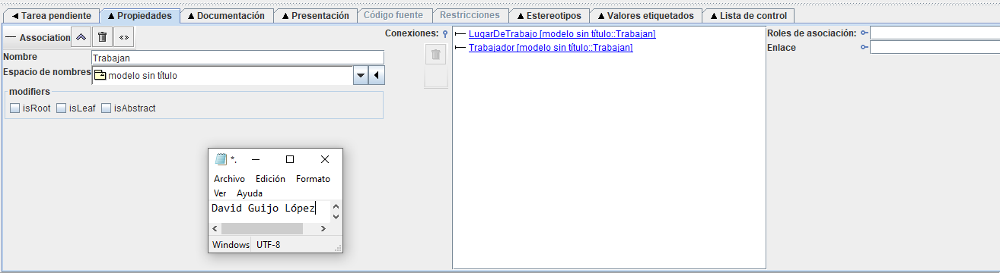 Tarea pendiente Propiedades Documentación Presentación Código fuente Restricciones Estereotipos Valores etiquetados Lista de control
Association
Nombre Trabajan
Espacio de nombres modelo sin título
modifiers
isRoot isLeaf isAbstract
Conexiones:
LugarDeTrabajo [modelo sin título::Trabajan]
Trabajador [modelo sin título::Trabajan]
Roles de asociación:
Enlace
*.
Archivo Edición Formato
Ver Ayuda
David Guijo López
Windows UTF-8